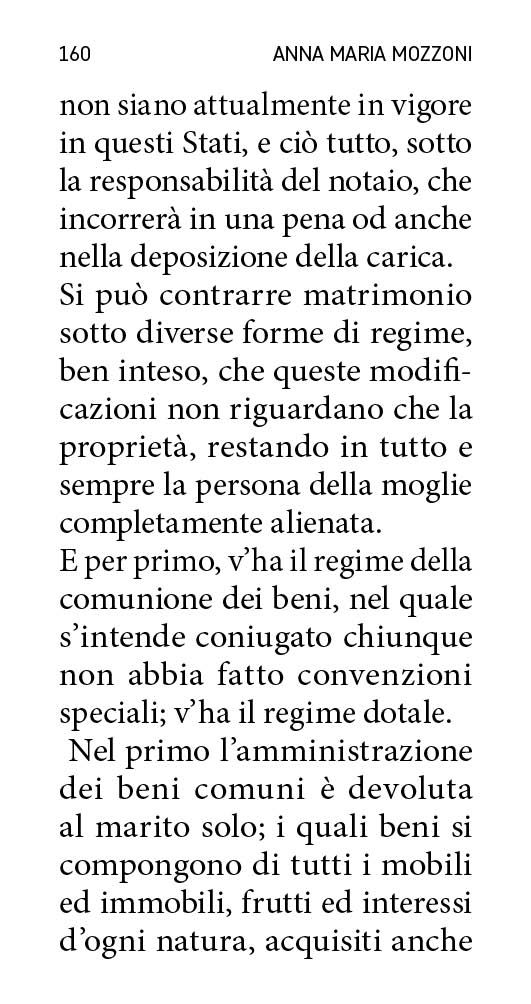 160 ANNA MARIA MOZZONI
non siano attualmente in vigore
in questi Stati, e ciò tutto, sotto
la responsabilità del notaio, che
incorrerà in una pena od anche
nella deposizione della carica.
Si può contrarre matrimonio
sotto diverse forme di regime,
ben inteso, che queste modifi-
cazioni non riguardano che la
proprietà, restando in tutto e
sempre la persona della moglie
completamente alienata.
E per primo, v’ha il regime della
comunione dei beni, nel quale
s’intende coniugato chiunque
non abbia fatto convenzioni
speciali; v’ha il regime dotale.
Nel primo l’amministrazione
dei beni comuni è devoluta
al marito solo; i quali beni si
compongono di tutti i mobili
ed immobili, frutti ed interessi
d’ogni natura, acquisiti anche